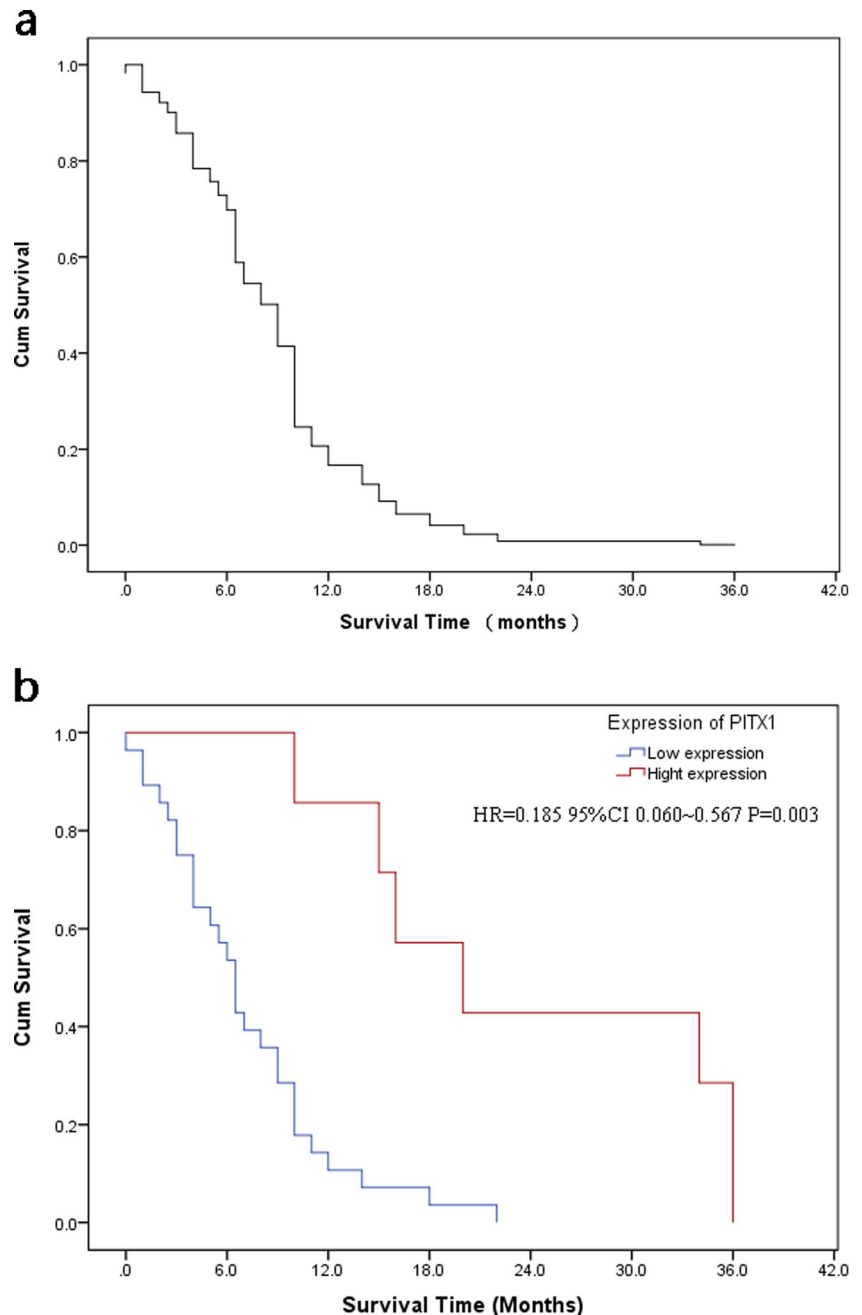 a
Cum Survival
1.0
0.8
0.6
0.4
0.2
0.0
.0 6.0 12.0 18.0 24.0 30.0 36.0 42.0
Survival Time （months）
b
Cum Survival
1.0
0.8
0.6
0.4
0.2
0.0
Expression of PITX1
Low expression
Hight expression
HR=0.185 95%CI 0.060~0.567 P=0.003
.0 6.0 12.0 18.0 24.0 30.0 36.0 42.0
Survival Time (Months)